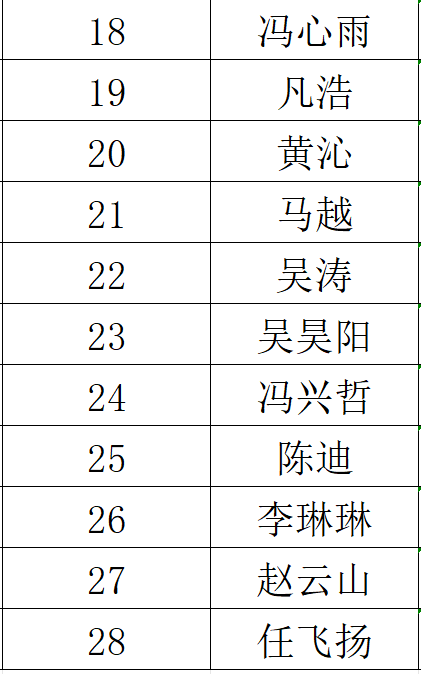 18 冯心雨
19 凡浩
20 黄沁
21 马越
22 吴涛
23 吴昊阳
24 冯兴哲
25 陈迪
26 李琳琳
27 赵云山
28 任飞扬